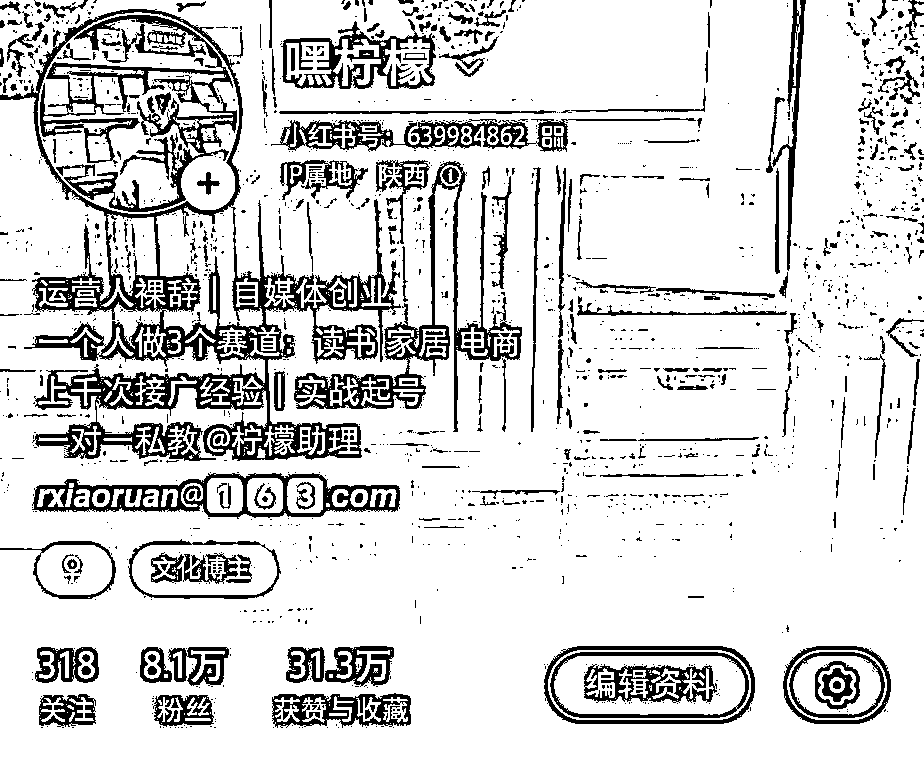 嘿柠檬
小红书号：639984862
IP属地：陕西
运营人裸辞｜自媒体创业
一个人做3个赛道：读书 家居 电商
上千次接广经验｜实战起号
一对一私教@柠檬助理
rxiaoruan@163.com
文化博主
318 8.1万 31.3万
关注 粉丝 获赞与收藏
编辑资料